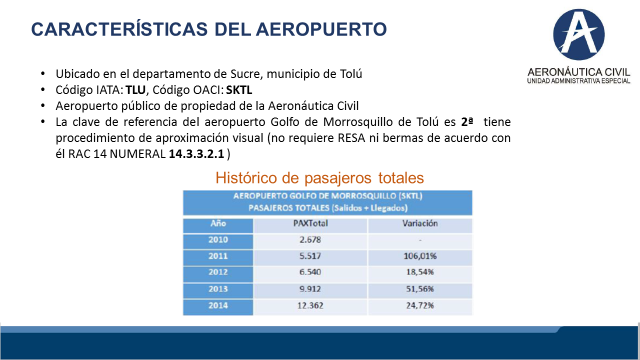 CARACTERÍSTICAS DEL AEROPUERTO
AERONÁUTICA CIVIL
UNIDAD ADMINISTRATIVA ESPECIAL
• Ubicado en el departamento de Sucre, municipio de Tolú
• Código IATA: TLU, Código OACI: SKTL
• Aeropuerto público de propiedad de la Aeronáutica Civil
• La clave de referencia del aeropuerto Golfo de Morrosquillo de Tolú es 2ª tiene
procedimiento de aproximación visual (no requiere RESA ni bermas de acuerdo con
él RAC 14 NUMERAL 14.3.3.2.1 )
Histórico de pasajeros totales
AEROPUERTO GOLFO DE MORROSQUILLO (SKTL)
PASAJEROS TOTALES (Salidos + Llegados)
Año PAXTotal Variación
2010 2.678 -
2011 5.517 106,01%
2012 6.540 18,54%
2013 9.912 51,56%
2014 12.362 24,72%